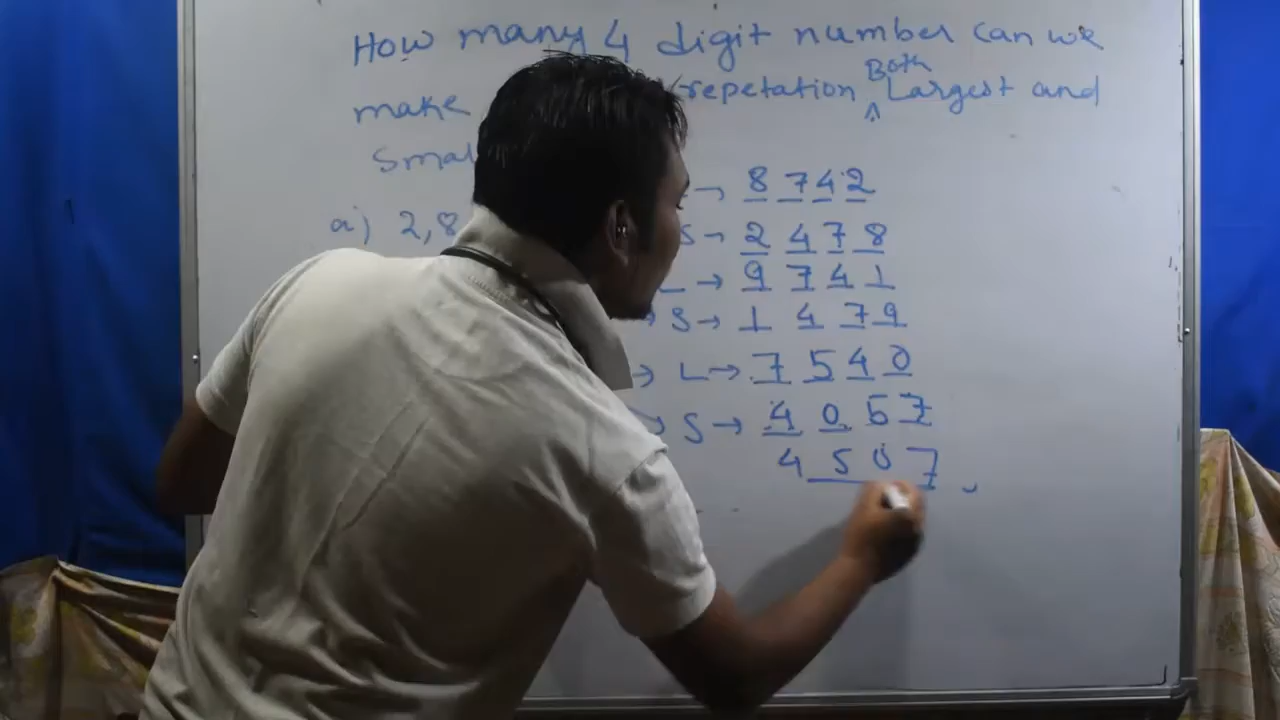 How many 4 digit number can we
make repetation Both Largest and
Smal
a) 2,8 → 8 7 4 2
S → 2 4 7 8
L → 9 7 4 1
→ S → 1 4 7 9
→ L → 7 5 4 0
→ S → 4 0 5 7
4 5 0 7